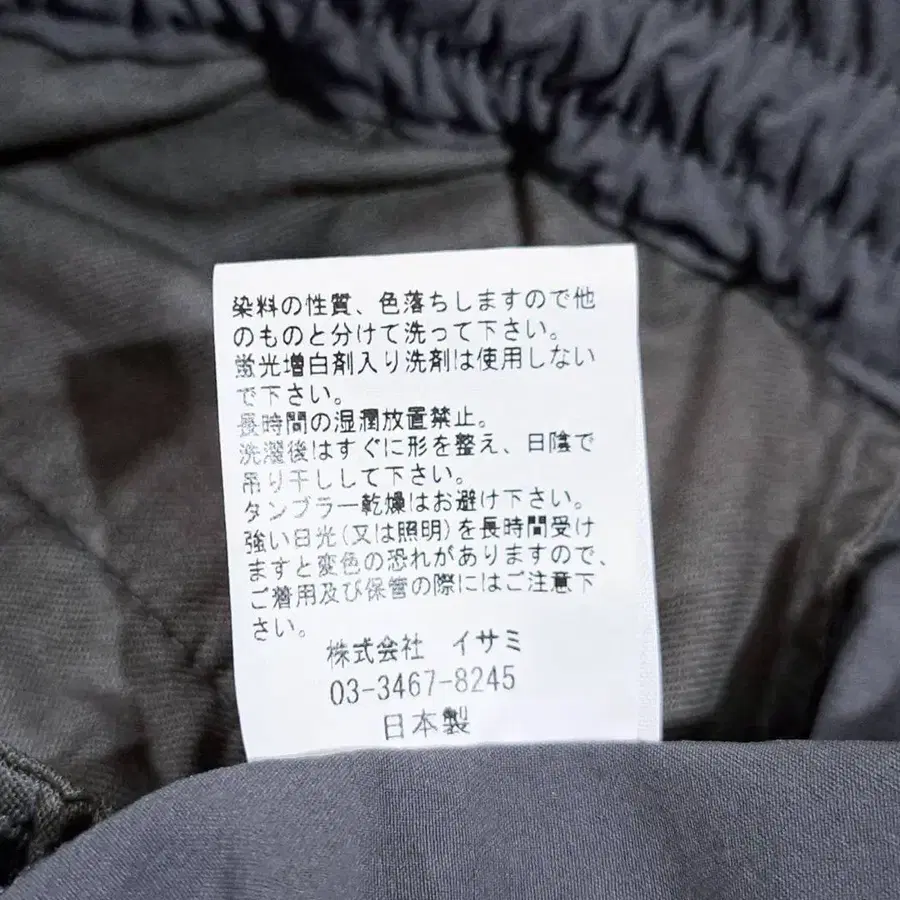 染料の性質、色落ちしますので他
のものと分けて洗って下さい。
蛍光増白剤入り洗剤は使用しない
で下さい。
長時間の湿潤放置禁止。
洗濯後はすぐに形を整え、日陰で
吊り干しして下さい。
タンブラー乾燥はお避け下さい。
強い日光(又は照明)を長時間受け
ますと変色の恐れがありますので、
ご着用及び保管の際にはご注意下
さい。
株式会社 イサミ
03-3467-8245
日本製